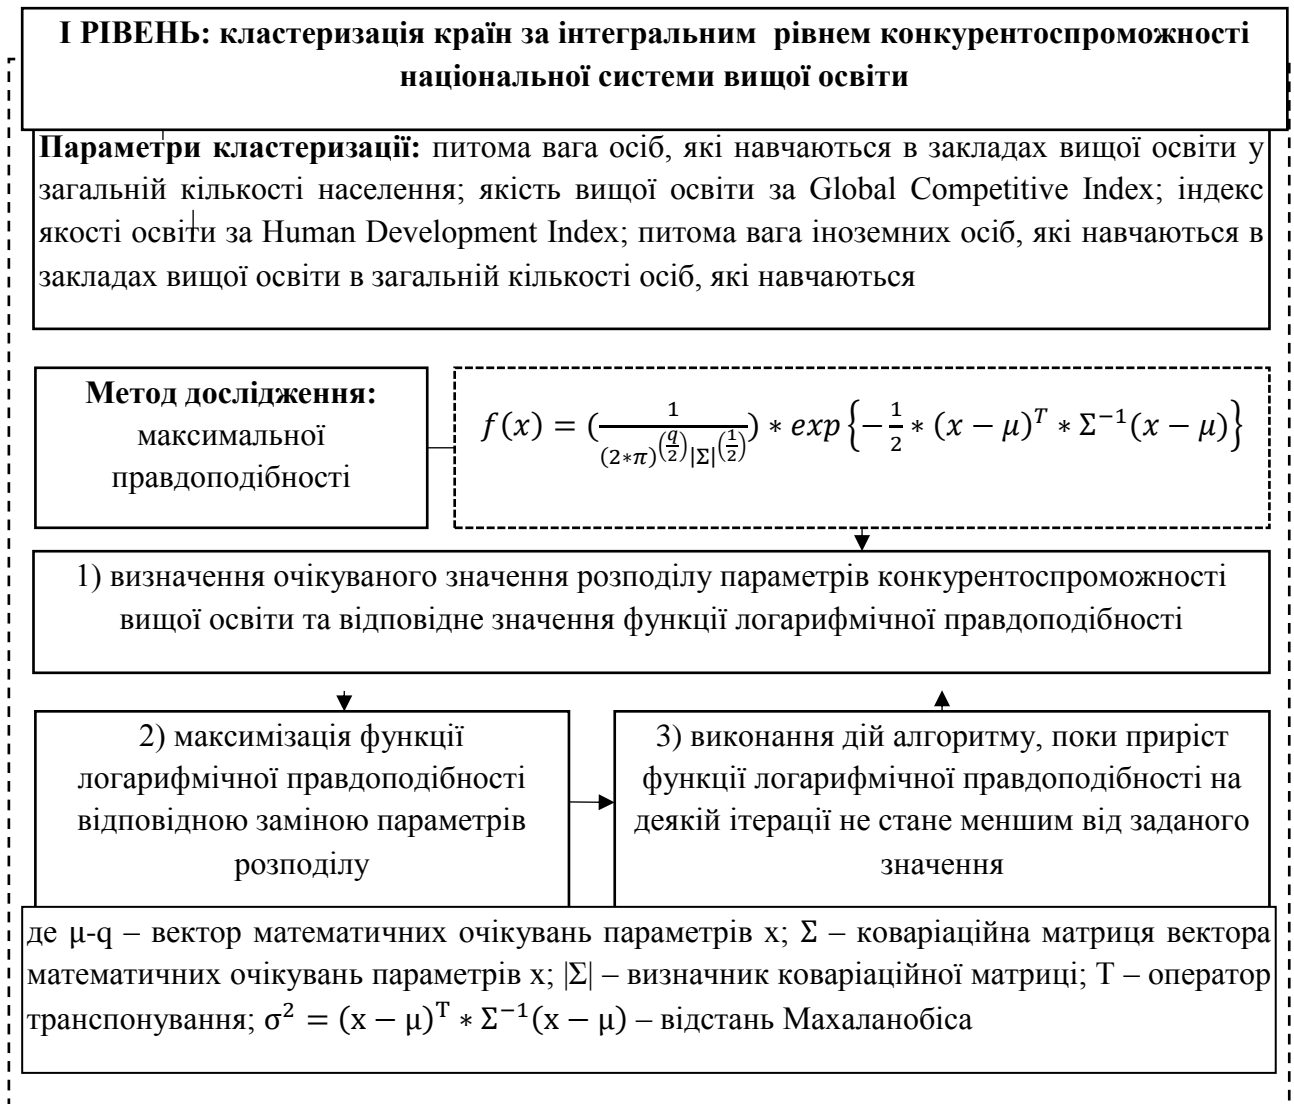 І РІВЕНЬ: кластеризація країн за інтегральним рівнем конкурентоспроможності
національної системи вищої освіти
Параметри кластеризації: питома вага осіб, які навчаються в закладах вищої освіти у
загальній кількості населення; якість вищої освіти за Global Competitive Index; індекс
якості освіти за Human Development Index; питома вага іноземних осіб, які навчаються в
закладах вищої освіти в загальній кількості осіб, які навчаються
Метод дослідження:
максимальної
правдоподібності
f(x) = (1/((2∗π)^(q/2)|Σ|^(1/2))) ∗ exp{−1/2 ∗ (x − μ)^T ∗ Σ^−1(x − μ)}
1) визначення очікуваного значення розподілу параметрів конкурентоспроможності
вищої освіти та відповідне значення функції логарифмічної правдоподібності
2) максимізація функції
логарифмічної правдоподібності
відповідною заміною параметрів
розподілу
3) виконання дій алгоритму, поки приріст
функції логарифмічної правдоподібності на
деякій ітерації не стане меншим від заданого
значення
де μ-q – вектор математичних очікувань параметрів х; Σ – коваріаційна матриця вектора
математичних очікувань параметрів х; |Σ| – визначник коваріаційної матриці; Т – оператор
транспонування; σ² = (x − μ)^T ∗ Σ^−1(x − μ) – відстань Махаланобіса